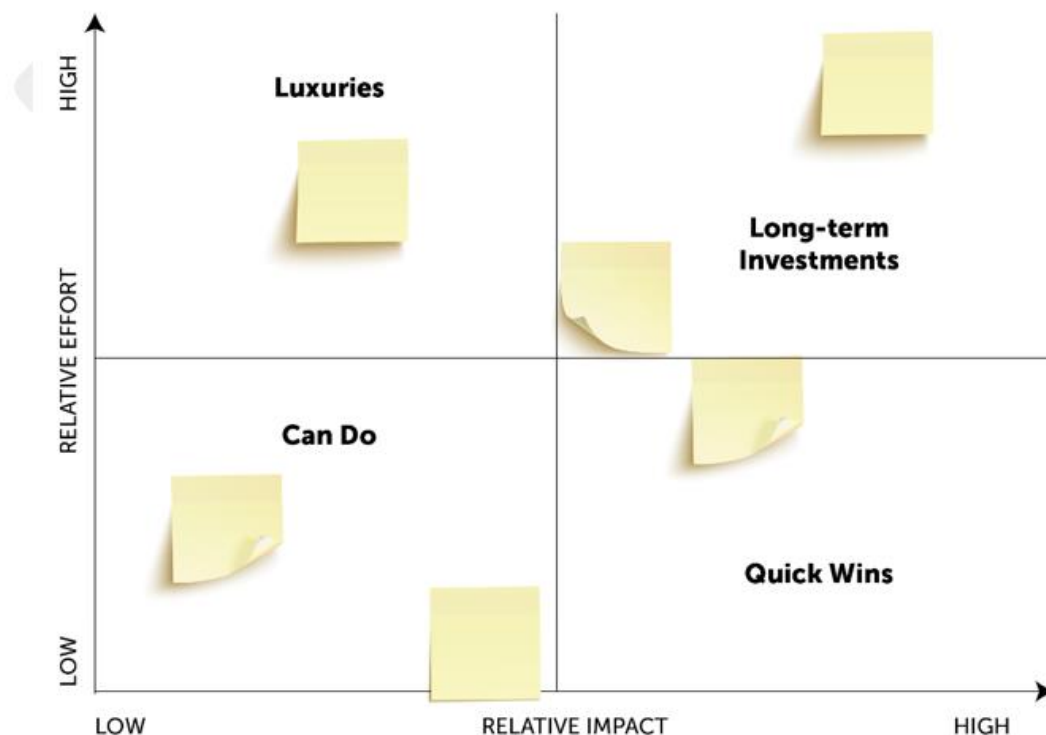 HIGH
Luxuries
Long-term
Investments
RELATIVE EFFORT
Can Do
Quick Wins
LOW
LOW
RELATIVE IMPACT
HIGH